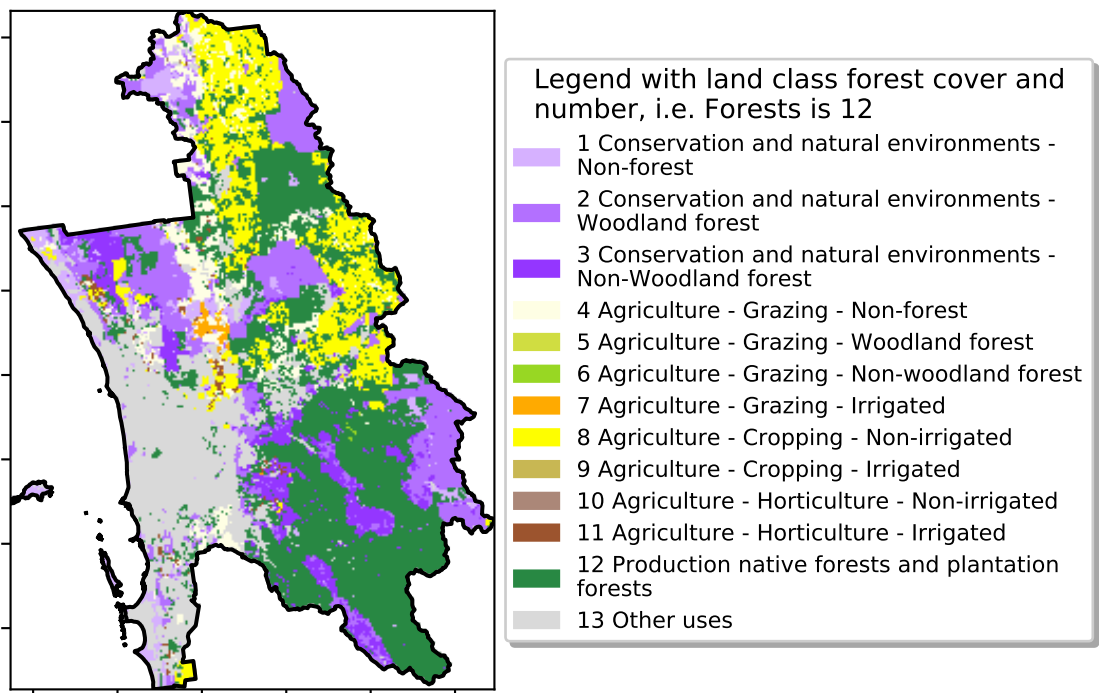 Legend with land class forest cover and
number, i.e. Forests is 12
1 Conservation and natural environments -
Non-forest
2 Conservation and natural environments -
Woodland forest
3 Conservation and natural environments -
Non-Woodland forest
4 Agriculture - Grazing - Non-forest
5 Agriculture - Grazing - Woodland forest
6 Agriculture - Grazing - Non-woodland forest
7 Agriculture - Grazing - Irrigated
8 Agriculture - Cropping - Non-irrigated
9 Agriculture - Cropping - Irrigated
10 Agriculture - Horticulture - Non-irrigated
11 Agriculture - Horticulture - Irrigated
12 Production native forests and plantation
forests
13 Other uses